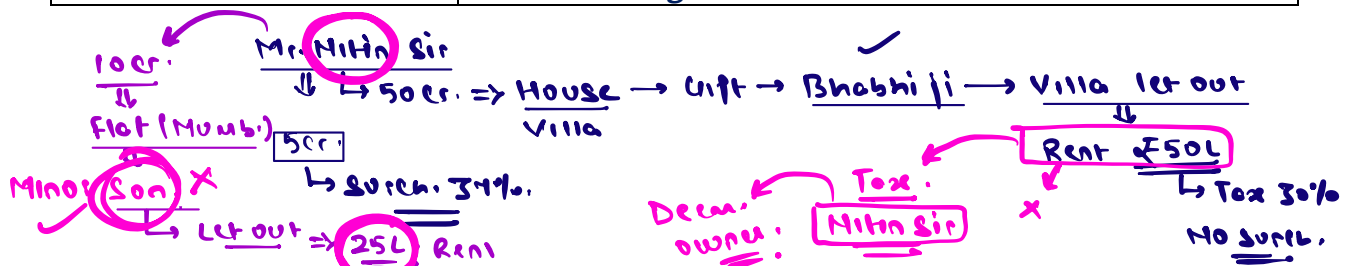 10cr.
Mr. Nitin Sir
↳ 50cr. => House → Gift → Bhabhi ji → Villa let out
Villa
Flat (Mumb.)
5cr.
Rent ₹50L
Minor Son X
↳ Surch. 37%.
Tax.
↳ Tax 30%
X
Deem. owner.
Nitin Sir
No Surch.
↳ Let out => 25L Rent